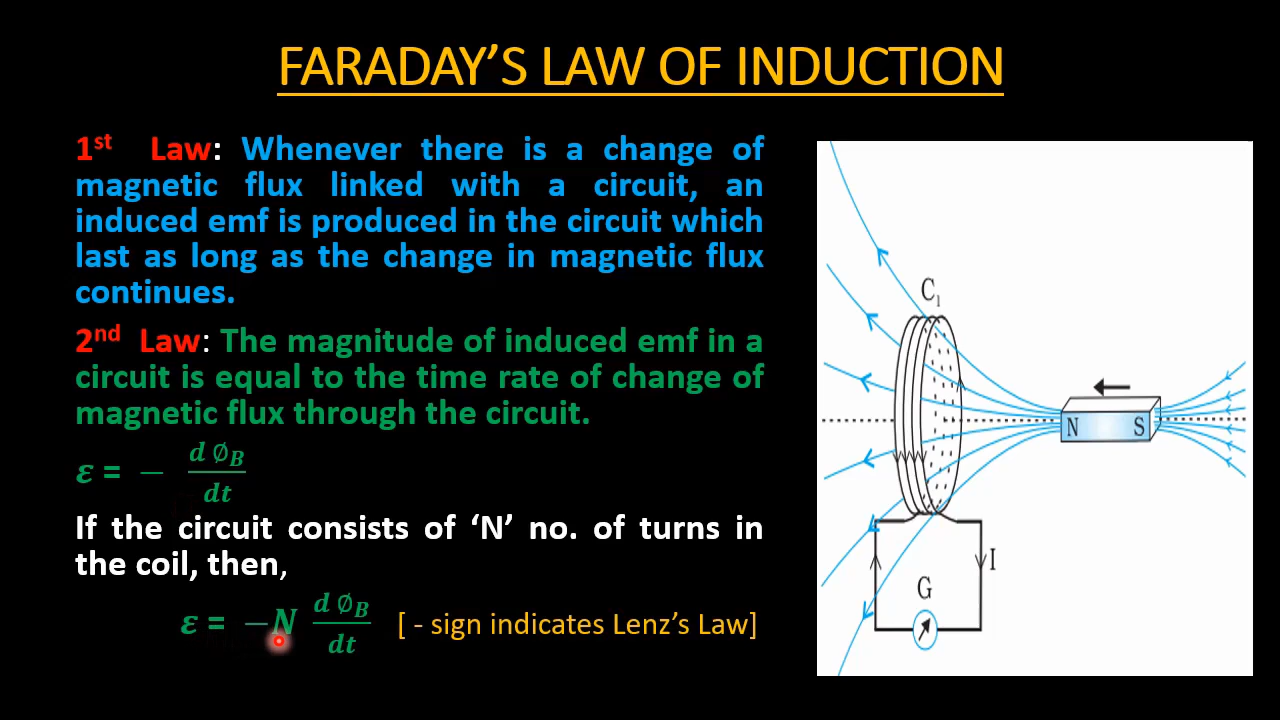 FARADAY’S LAW OF INDUCTION
1st Law: Whenever there is a change of
magnetic flux linked with a circuit, an
induced emf is produced in the circuit which
last as long as the change in magnetic flux
continues.
2nd Law: The magnitude of induced emf in a
circuit is equal to the time rate of change of
magnetic flux through the circuit.
ε = − d ∅B / dt
If the circuit consists of ‘N’ no. of turns in
the coil, then,
ε = −N d ∅B / dt [ - sign indicates Lenz’s Law]
C1
N S
I
G